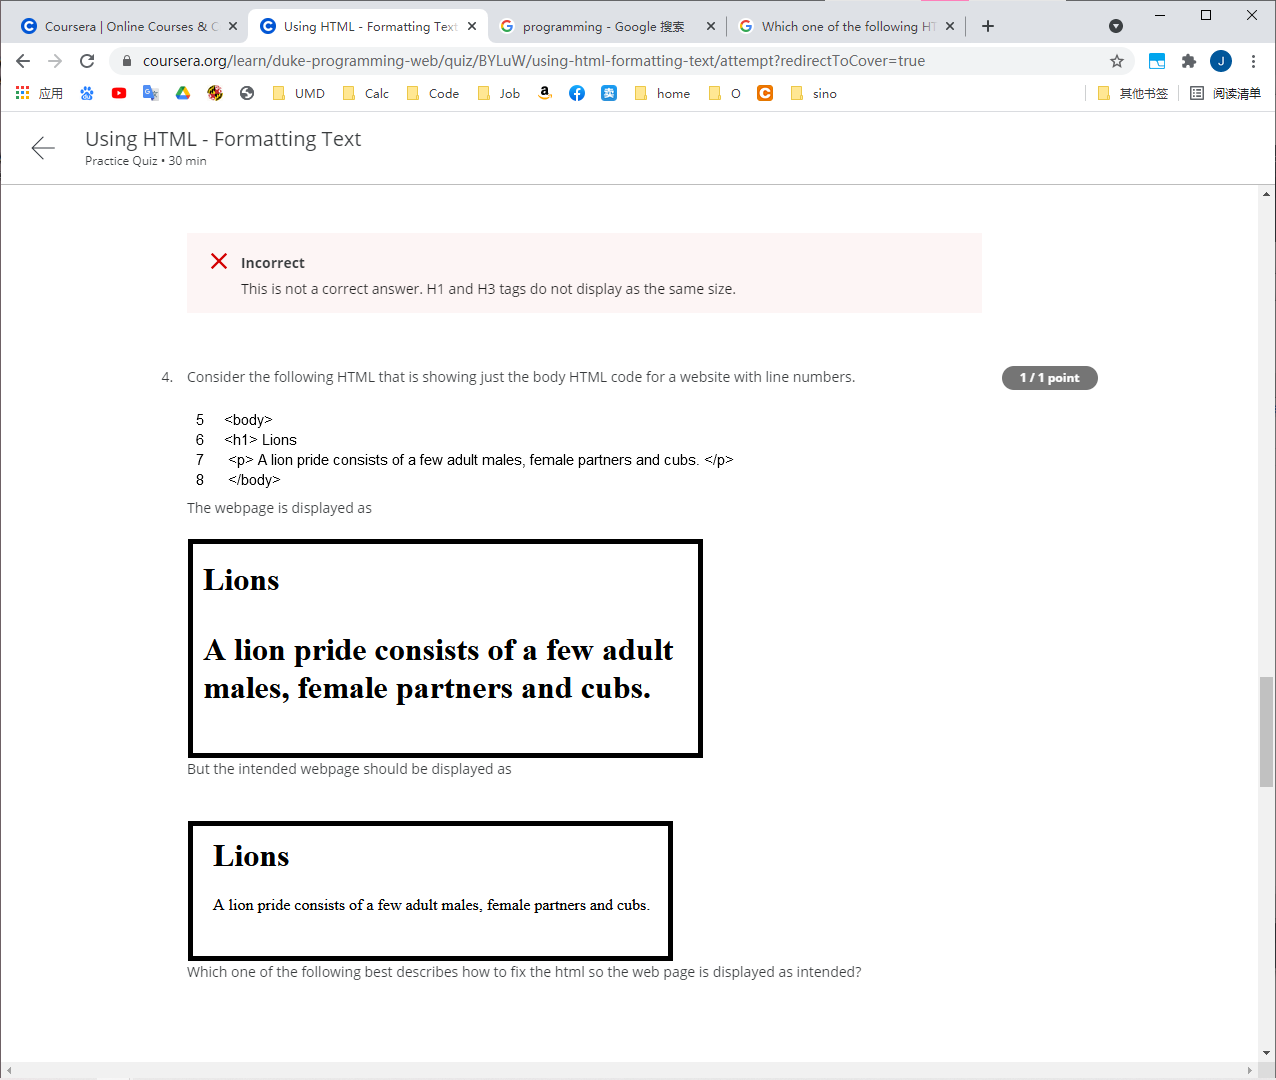 Coursera | Online Courses & C
Using HTML - Formatting Text
programming - Google 搜索
Which one of the following HT
coursera.org/learn/duke-programming-web/quiz/BYLuW/using-html-formatting-text/attempt?redirectToCover=true
J
应用 UMD Calc Code Job a 卖 home O C sino 其他书签 阅读清单
Using HTML - Formatting Text
Practice Quiz • 30 min
Incorrect
This is not a correct answer. H1 and H3 tags do not display as the same size.
4. Consider the following HTML that is showing just the body HTML code for a website with line numbers.
1 / 1 point
5 <body>
6 <h1> Lions
7 <p> A lion pride consists of a few adult males, female partners and cubs. </p>
8 </body>
The webpage is displayed as
Lions
A lion pride consists of a few adult
males, female partners and cubs.
But the intended webpage should be displayed as
Lions
A lion pride consists of a few adult males, female partners and cubs.
Which one of the following best describes how to fix the html so the web page is displayed as intended?